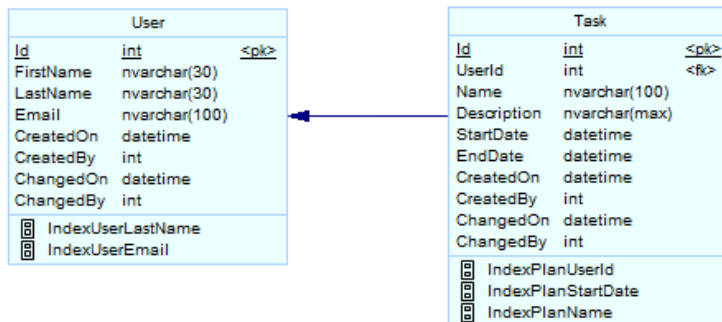 User
Id int <pk>
FirstName nvarchar(30)
LastName nvarchar(30)
Email nvarchar(100)
CreatedOn datetime
CreatedBy int
ChangedOn datetime
ChangedBy int
IndexUserLastName
IndexUserEmail
Task
Id int <pk>
UserId int <fk>
Name nvarchar(100)
Description nvarchar(max)
StartDate datetime
EndDate datetime
CreatedOn datetime
CreatedBy int
ChangedOn datetime
ChangedBy int
IndexPlanUserId
IndexPlanStartDate
IndexPlanName